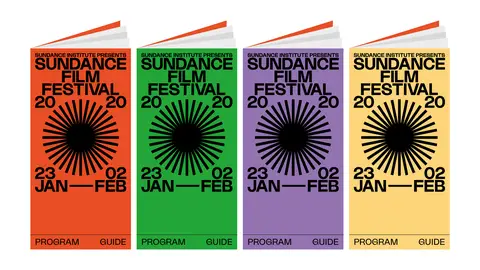 SUNDANCE INSTITUTE PRESENTS
SUNDANCE
FILM
FESTIVAL
20 20
23 02
JAN—FEB
PROGRAM GUIDE
SUNDANCE INSTITUTE PRESENTS
SUNDANCE
FILM
FESTIVAL
20 20
23 02
JAN—FEB
PROGRAM GUIDE
SUNDANCE INSTITUTE PRESENTS
SUNDANCE
FILM
FESTIVAL
20 20
23 02
JAN—FEB
PROGRAM GUIDE
SUNDANCE INSTITUTE PRESENTS
SUNDANCE
FILM
FESTIVAL
20 20
23 02
JAN—FEB
PROGRAM GUIDE